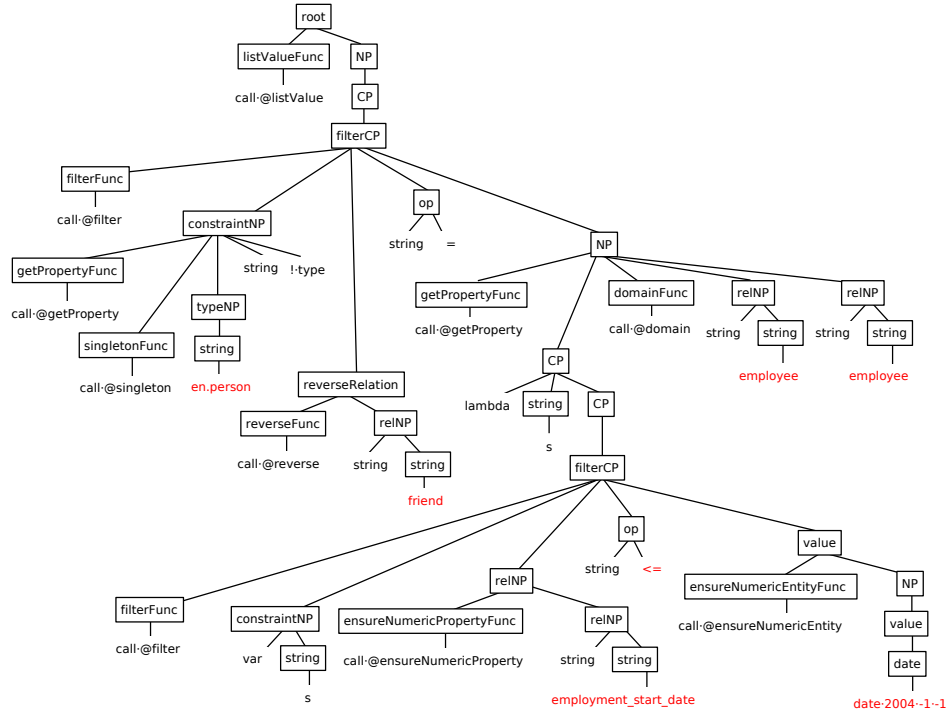 root
listValueFunc NP
call·@listValue CP
filterCP
filterFunc
call·@filter
constraintNP
op
string =
getPropertyFunc
call·@getProperty
string !·type
typeNP
singletonFunc
string
call·@singleton
en.person
NP
getPropertyFunc domainFunc relNP relNP
call·@getProperty call·@domain string string string string
employee employee
CP
lambda string CP
s
reverseRelation
reverseFunc relNP
call·@reverse string string
friend
filterCP
op
string <=
value
relNP
ensureNumericEntityFunc NP
call·@ensureNumericEntity value
date
date·2004·-1·-1
filterFunc constraintNP ensureNumericPropertyFunc relNP
call·@filter var string call·@ensureNumericProperty string string
s employment_start_date